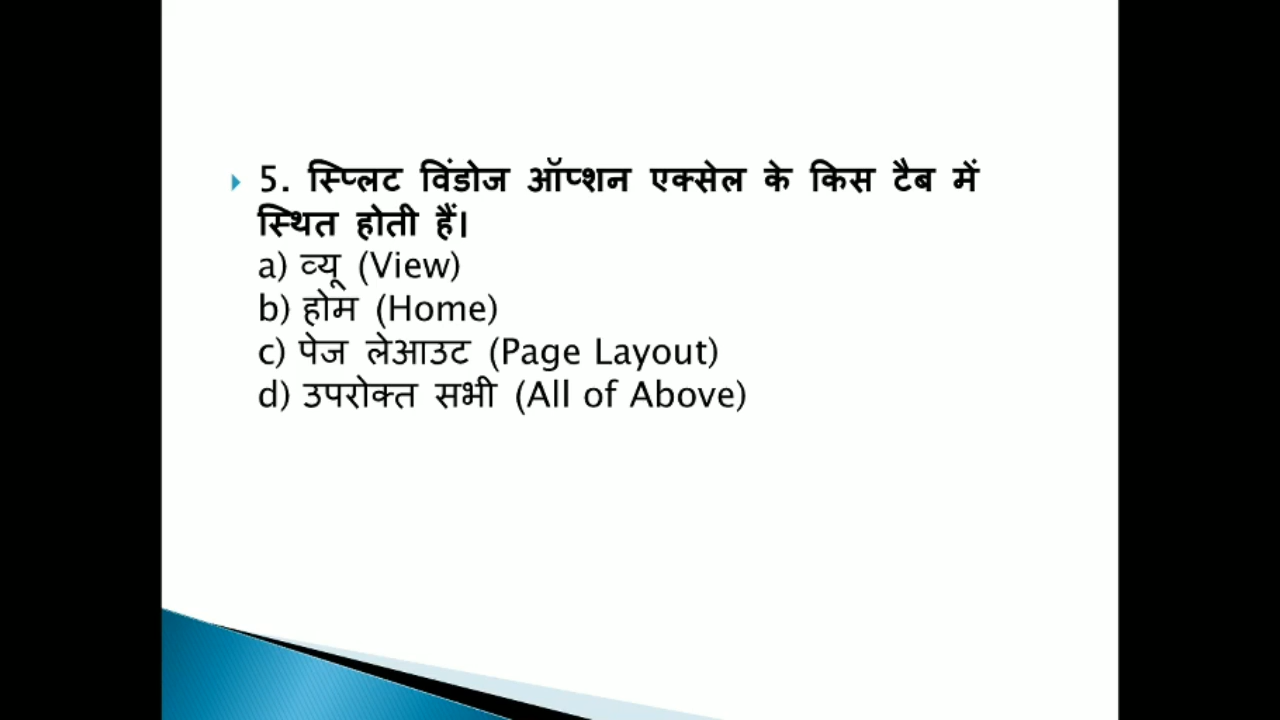 5. स्प्लिट विंडोज ऑप्शन एक्सेल के किस टैब में
स्थित होती हैं।
a) व्यू (View)
b) होम (Home)
c) पेज लेआउट (Page Layout)
d) उपरोक्त सभी (All of Above)